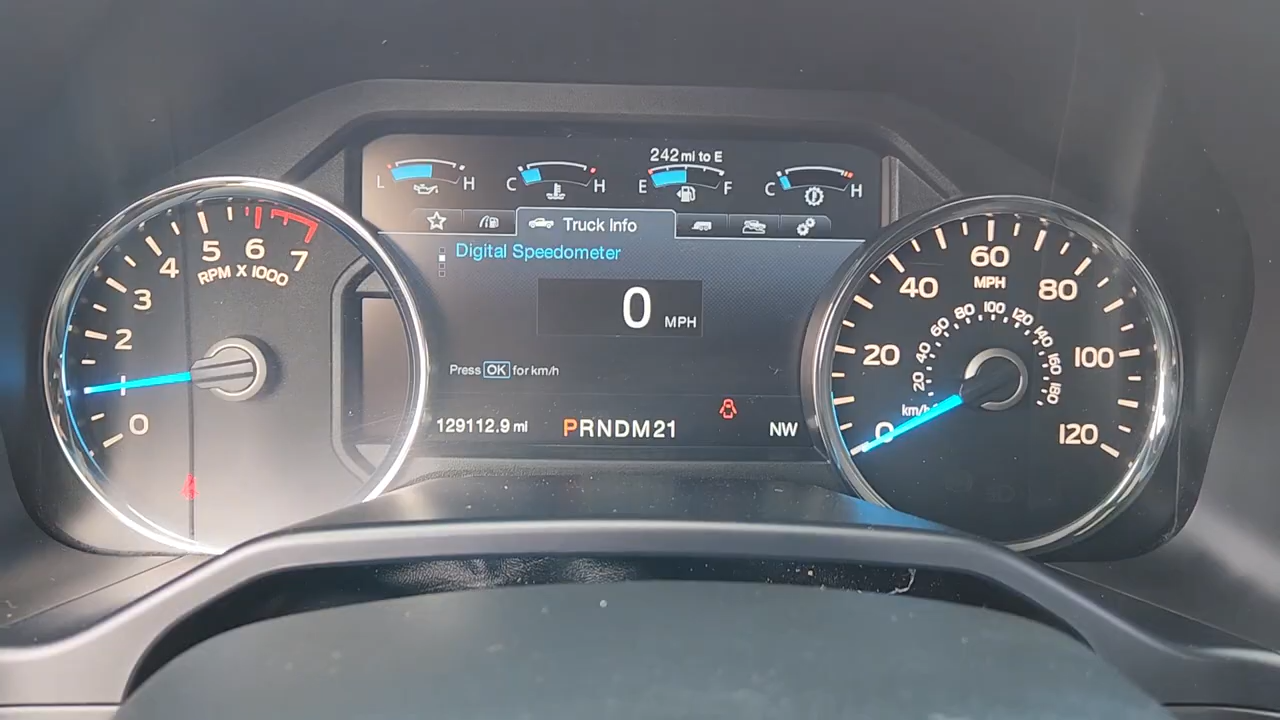 242 mi to E
L H C H E F C H
Truck Info
Digital Speedometer
0 MPH
Press OK for km/h
129112.9 mi PRNDM21 NW
0 1 2 3 4 5 6 7
RPM X 1000
0 20 40 60 80 100 120
MPH
20 40 60 80 100 120 140 160 180
km/h